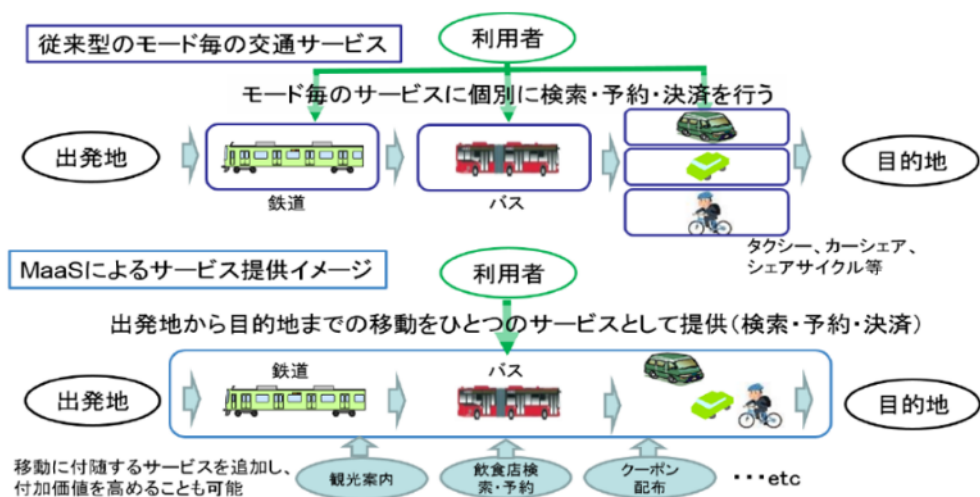 従来型のモード毎の交通サービス
利用者
モード毎のサービスに個別に検索・予約・決済を行う
出発地
鉄道
バス
目的地
タクシー、カーシェア、
シェアサイクル等
MaaSによるサービス提供イメージ
利用者
出発地から目的地までの移動をひとつのサービスとして提供(検索・予約・決済)
鉄道
バス
出発地
目的地
移動に付随するサービスを追加し、
付加価値を高めることも可能
観光案内
飲食店検
索・予約
クーポン
配布
・・・etc